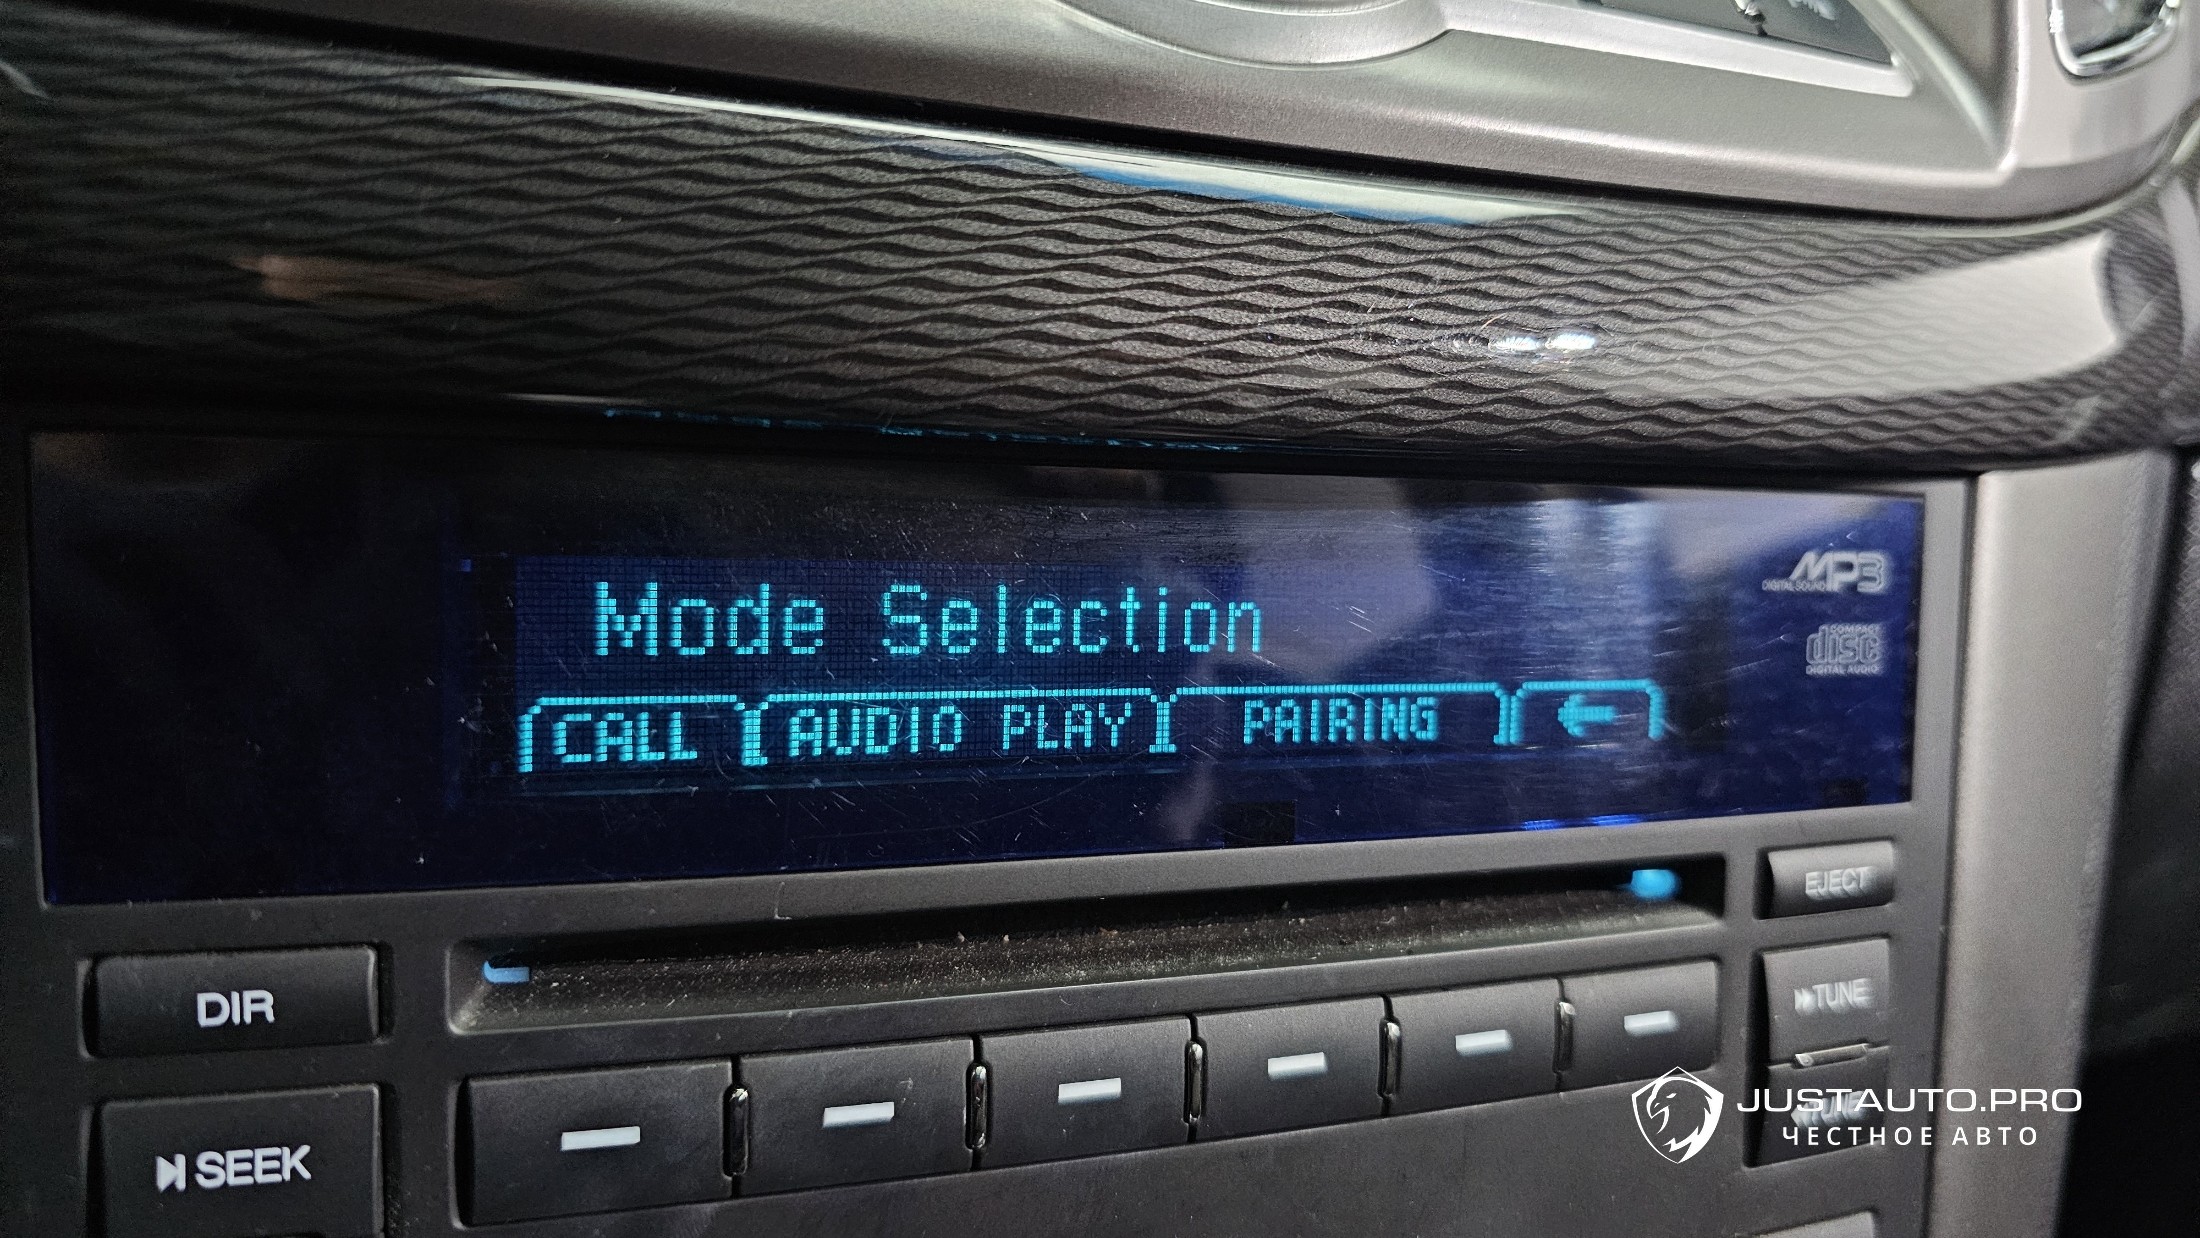 Mode Selection
CALL AUDIO PLAY PAIRING ←
MP3
DIGITAL SOUND
COMPACT
disc
DIGITAL AUDIO
EJECT
DIR
TUNE
SEEK
JUSTAUTO.PRO
ЧЕСТНОЕ АВТО